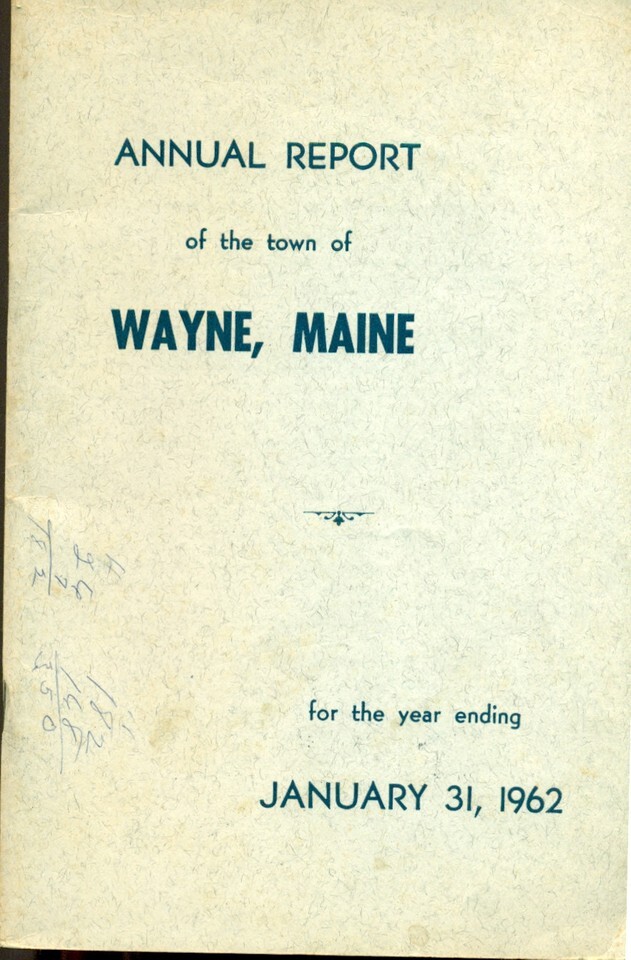 ANNUAL REPORT
of the town of
WAYNE, MAINE
for the year ending
JANUARY 31, 1962